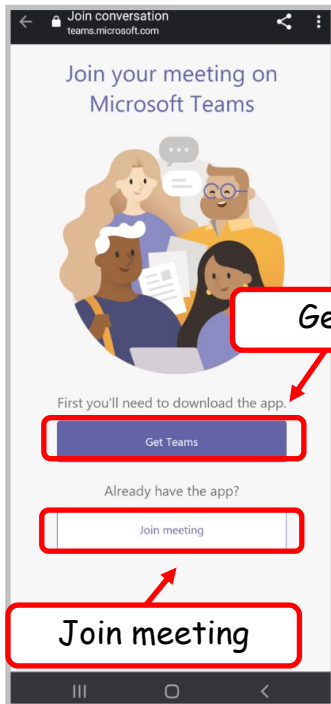 Join conversation
teams.microsoft.com
Join your meeting on
Microsoft Teams
First you'll need to download the app.
Get Teams
Already have the app?
Join meeting
Join meeting